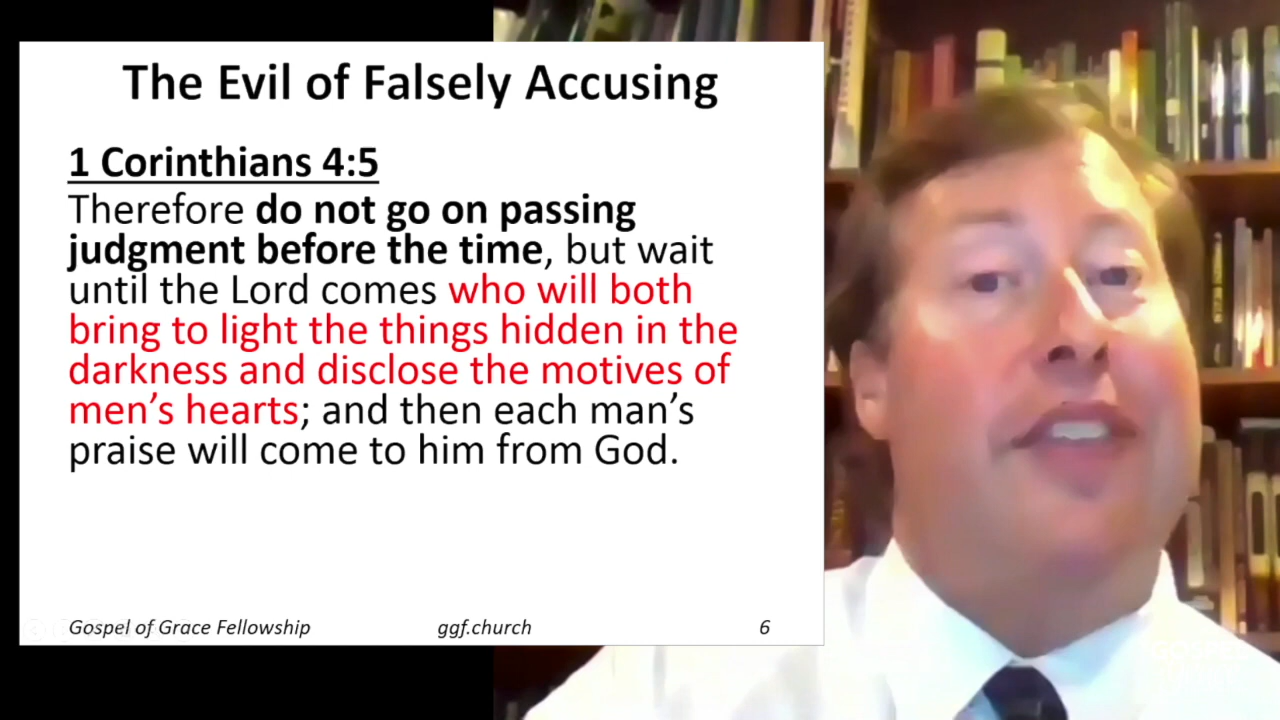 The Evil of Falsely Accusing
1 Corinthians 4:5
Therefore do not go on passing
judgment before the time, but wait
until the Lord comes who will both
bring to light the things hidden in the
darkness and disclose the motives of
men’s hearts; and then each man’s
praise will come to him from God.
Gospel of Grace Fellowship ggf.church 6